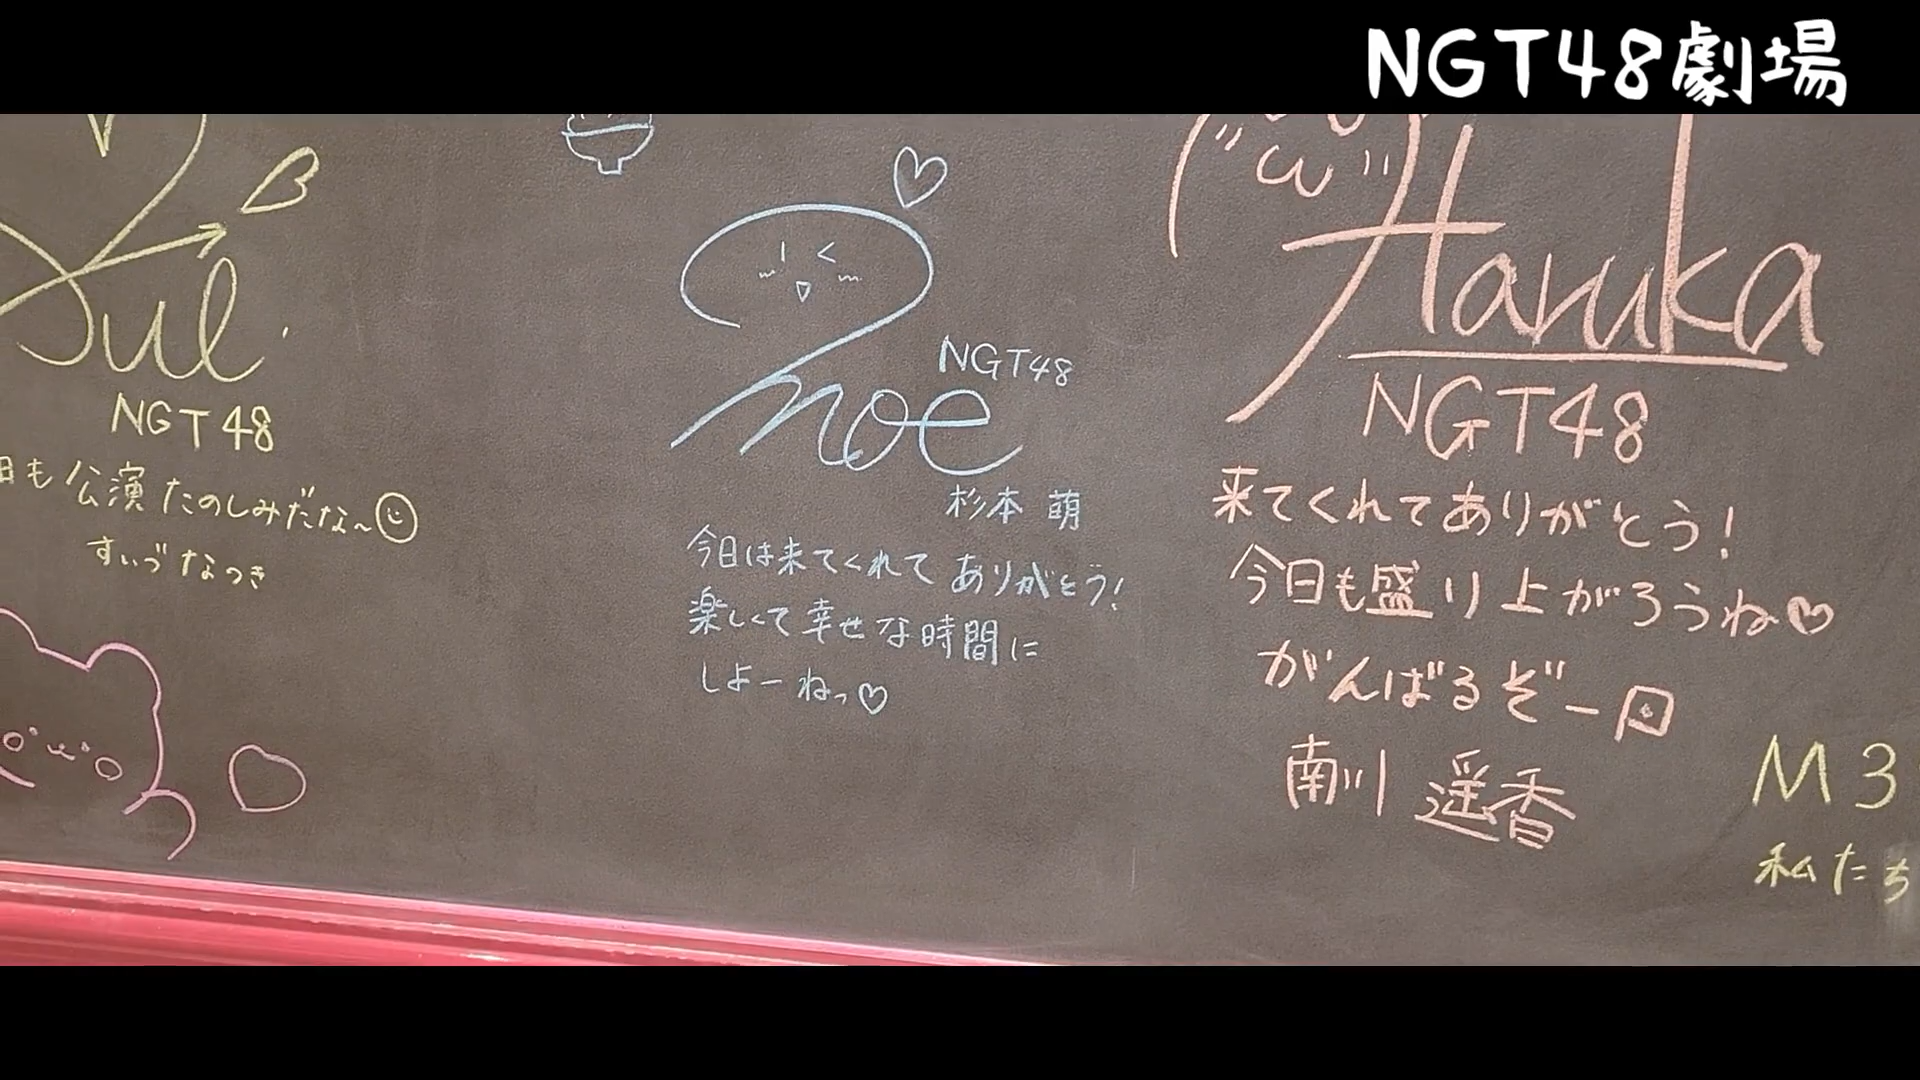 NGT48劇場
NGT48
日も公演たのしみだな〜
すいづなつき
moe
NGT48
杉本 萌
今日は来てくれてありがとう!
楽しくて幸せな時間に
しよーねっ♡
Haruka
NGT48
来てくれてありがとう!
今日も盛り上がろうね♡
がんばるぞー
南川 遥香
M3
私たち